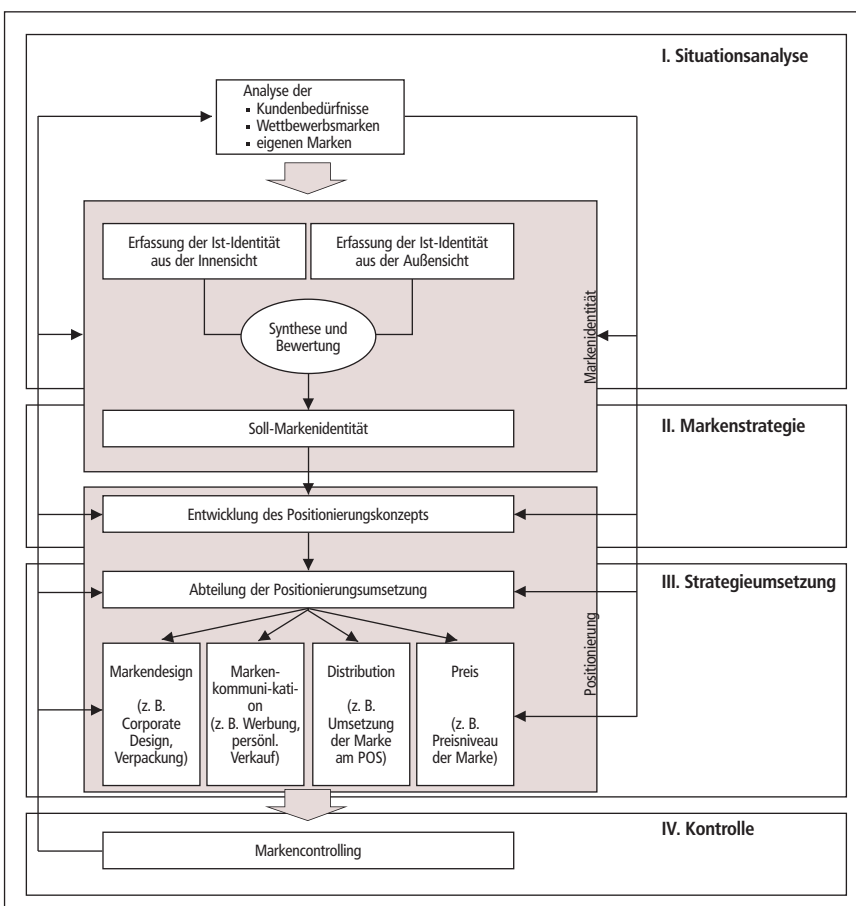 I. Situationsanalyse
Analyse der
▪ Kundenbedürfnisse
▪ Wettbewerbsmarken
▪ eigenen Marken
Erfassung der Ist-Identität
aus der Innensicht
Erfassung der Ist-Identität
aus der Außensicht
Synthese und
Bewertung
Markenidentität
II. Markenstrategie
Soll-Markenidentität
Entwicklung des Positionierungskonzepts
III. Strategieumsetzung
Abteilung der Positionierungsumsetzung
Positionierung
Markendesign
(z. B.
Corporate
Design,
Verpackung)
Marken-
kommuni-kati-
on
(z. B. Werbung,
persönl.
Verkauf)
Distribution
(z. B.
Umsetzung
der Marke
am POS)
Preis
(z. B.
Preisniveau
der Marke)
IV. Kontrolle
Markencontrolling